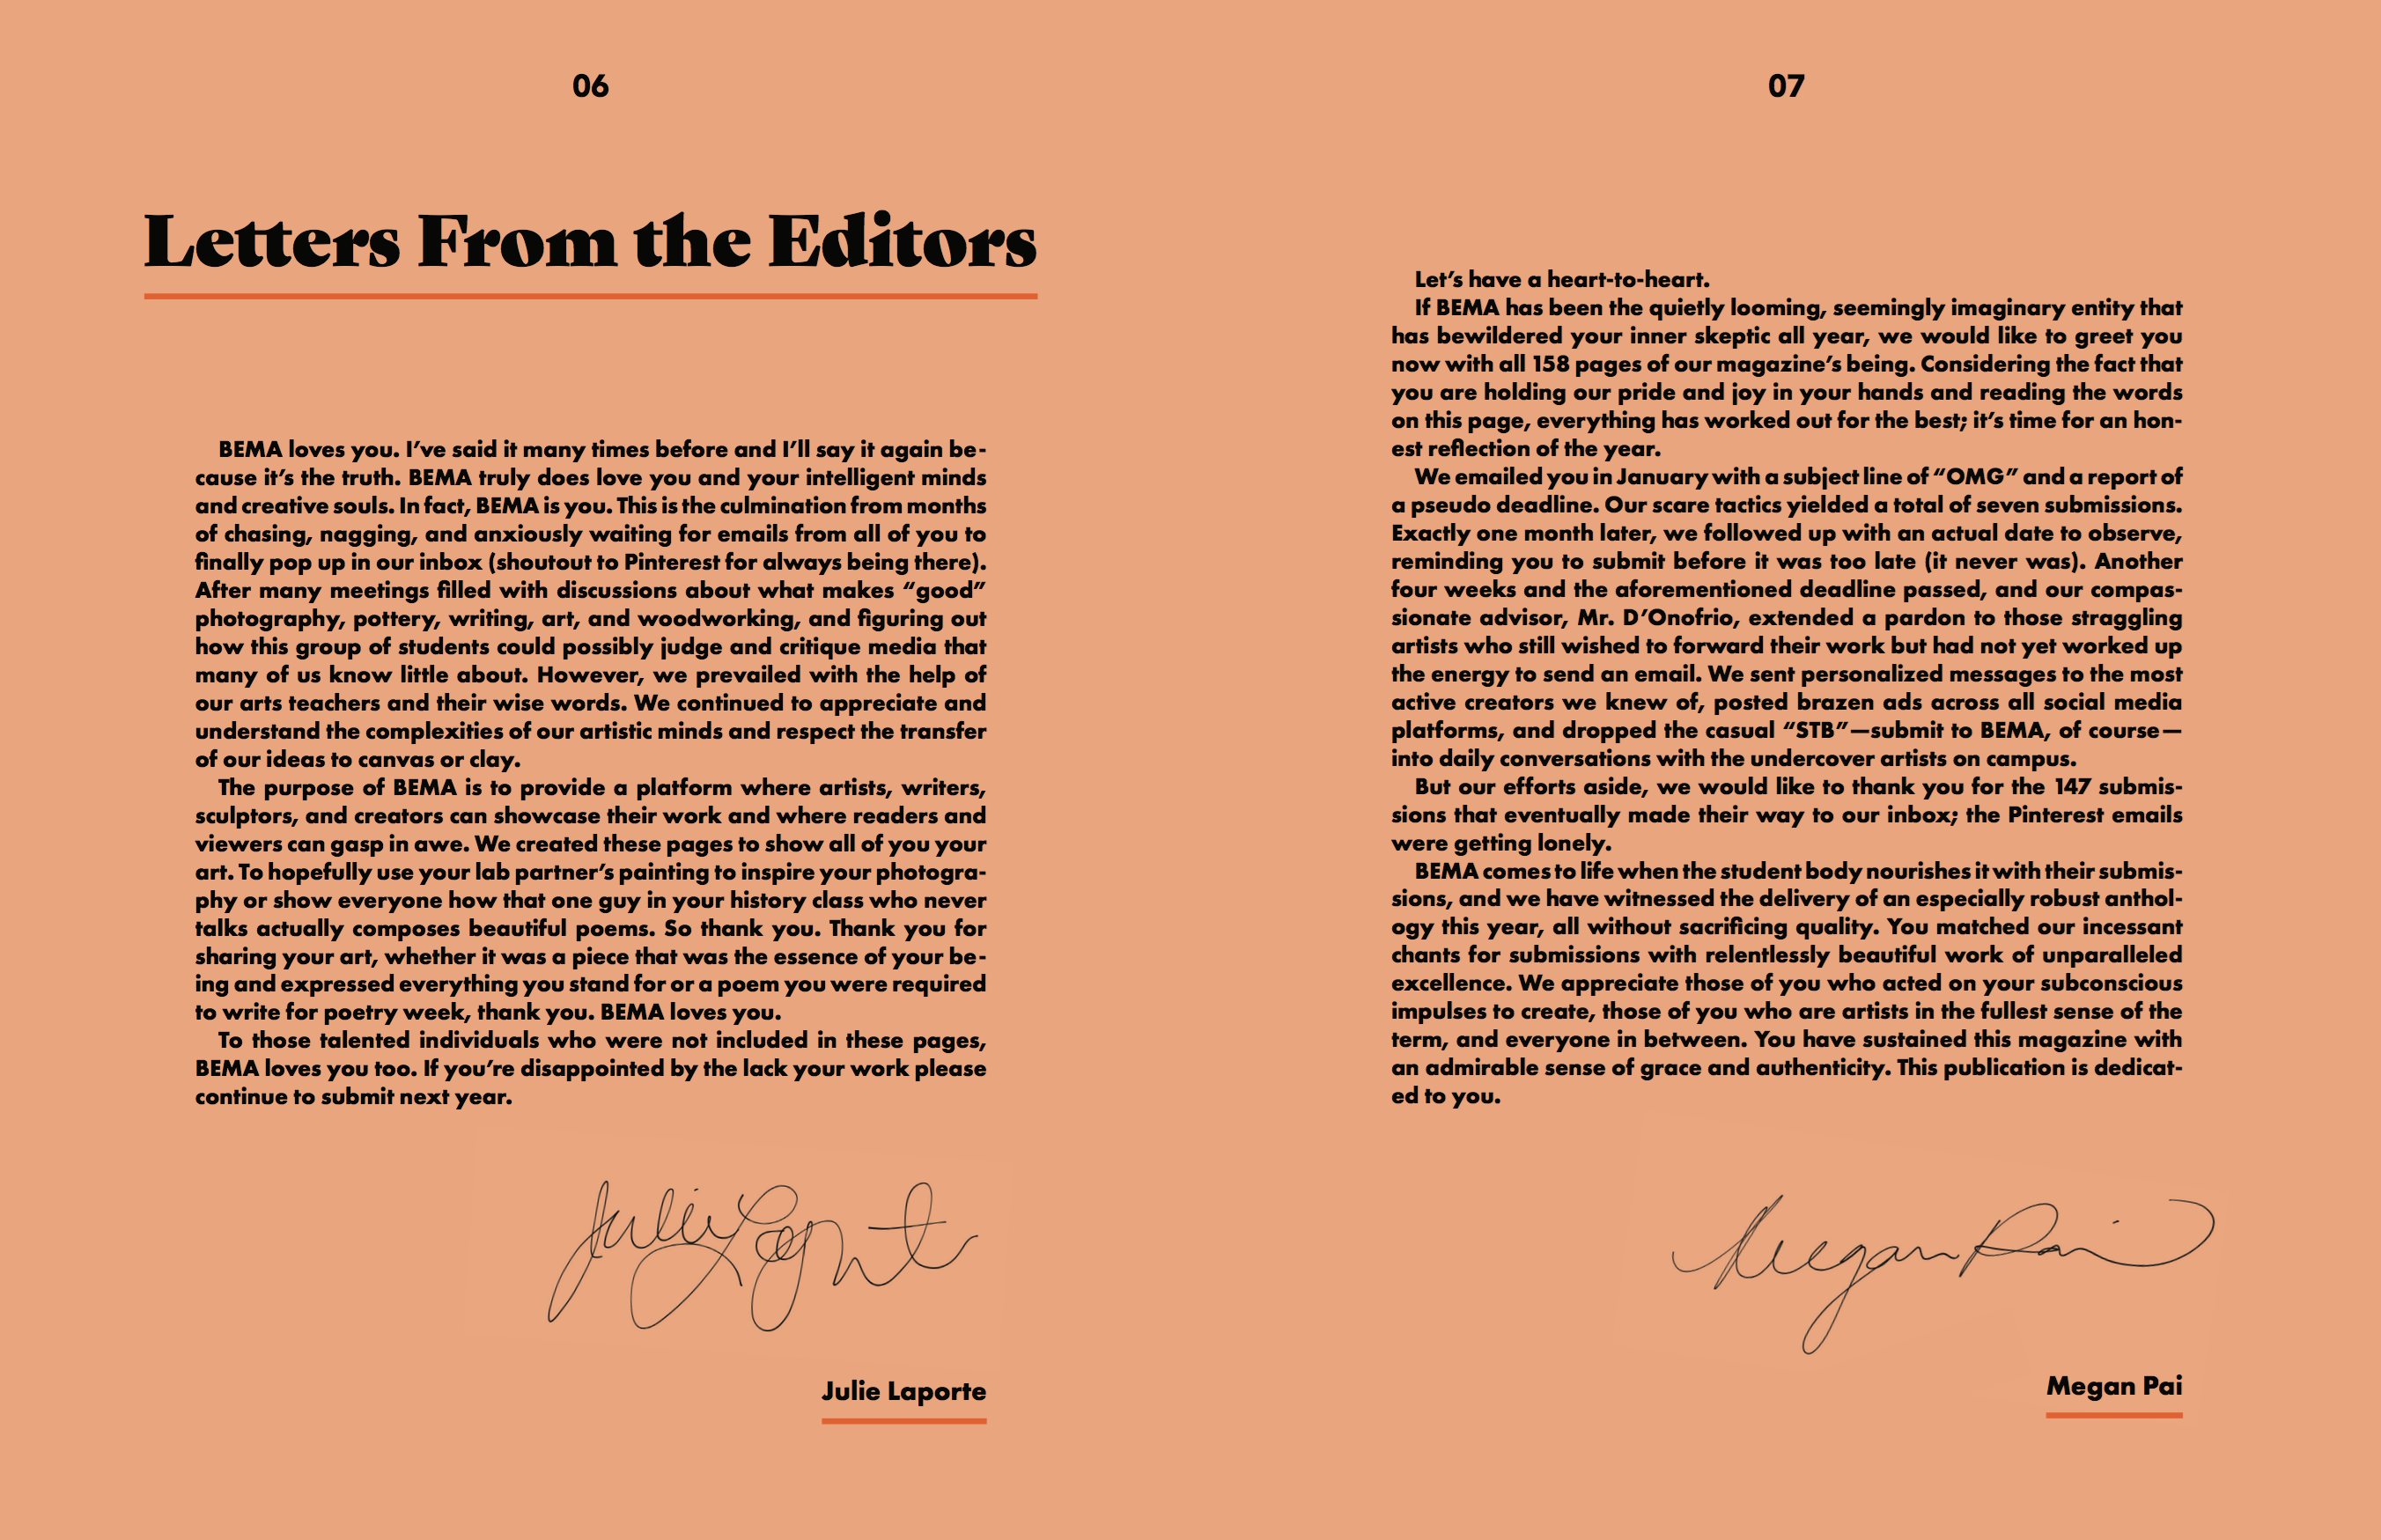 06
Letters From the Editors
BEMA loves you. I’ve said it many times before and I’ll say it again be-
cause it’s the truth. BEMA truly does love you and your intelligent minds
and creative souls. In fact, BEMA is you. This is the culmination from months
of chasing, nagging, and anxiously waiting for emails from all of you to
finally pop up in our inbox (shoutout to Pinterest for always being there).
After many meetings filled with discussions about what makes “good”
photography, pottery, writing, art, and woodworking, and figuring out
how this group of students could possibly judge and critique media that
many of us know little about. However, we prevailed with the help of
our arts teachers and their wise words. We continued to appreciate and
understand the complexities of our artistic minds and respect the transfer
of our ideas to canvas or clay.
The purpose of BEMA is to provide a platform where artists, writers,
sculptors, and creators can showcase their work and where readers and
viewers can gasp in awe. We created these pages to show all of you your
art. To hopefully use your lab partner’s painting to inspire your photogra-
phy or show everyone how that one guy in your history class who never
talks actually composes beautiful poems. So thank you. Thank you for
sharing your art, whether it was a piece that was the essence of your be-
ing and expressed everything you stand for or a poem you were required
to write for poetry week, thank you. BEMA loves you.
To those talented individuals who were not included in these pages,
BEMA loves you too. If you’re disappointed by the lack your work please
continue to submit next year.
Julie Laporte
Julie Laporte
07
Let’s have a heart-to-heart.
If BEMA has been the quietly looming, seemingly imaginary entity that
has bewildered your inner skeptic all year, we would like to greet you
now with all 158 pages of our magazine’s being. Considering the fact that
you are holding our pride and joy in your hands and reading the words
on this page, everything has worked out for the best; it’s time for an hon-
est reflection of the year.
We emailed you in January with a subject line of “OMG” and a report of
a pseudo deadline. Our scare tactics yielded a total of seven submissions.
Exactly one month later, we followed up with an actual date to observe,
reminding you to submit before it was too late (it never was). Another
four weeks and the aforementioned deadline passed, and our compas-
sionate advisor, Mr. D’Onofrio, extended a pardon to those straggling
artists who still wished to forward their work but had not yet worked up
the energy to send an email. We sent personalized messages to the most
active creators we knew of, posted brazen ads across all social media
platforms, and dropped the casual “STB”—submit to BEMA, of course—
into daily conversations with the undercover artists on campus.
But our efforts aside, we would like to thank you for the 147 submis-
sions that eventually made their way to our inbox; the Pinterest emails
were getting lonely.
BEMA comes to life when the student body nourishes it with their submis-
sions, and we have witnessed the delivery of an especially robust anthol-
ogy this year, all without sacrificing quality. You matched our incessant
chants for submissions with relentlessly beautiful work of unparalleled
excellence. We appreciate those of you who acted on your subconscious
impulses to create, those of you who are artists in the fullest sense of the
term, and everyone in between. You have sustained this magazine with
an admirable sense of grace and authenticity. This publication is dedicat-
ed to you.
Megan Pai
Megan Pai